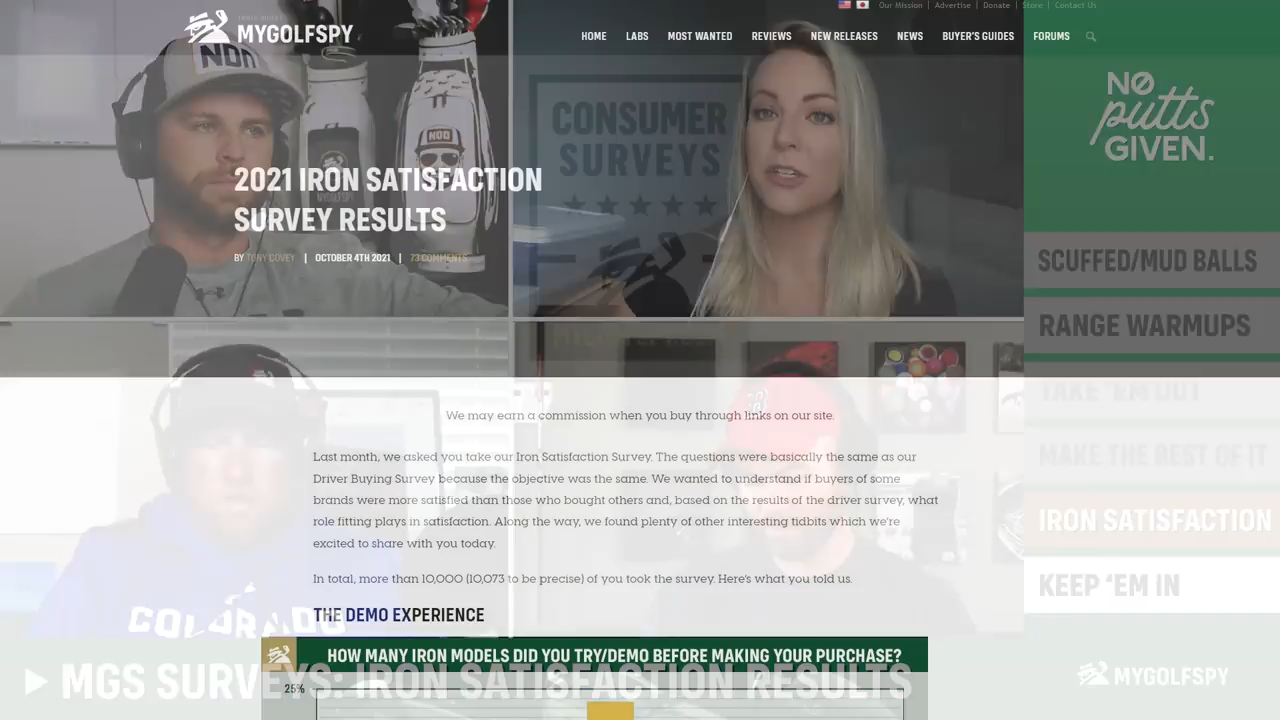 Our Mission | Advertise | Donate | Store | Contact Us
MYGOLFSPY
HOME LABS MOST WANTED REVIEWS NEW RELEASES NEWS BUYER'S GUIDES FORUMS
NDO
NO
putts
GIVEN.
CONSUMER
SURVEYS
NDO
2021 IRON SATISFACTION
SURVEY RESULTS
BY TONY COVEY | OCTOBER 4TH 2021 | 73 COMMENTS
SCUFFED/MUD BALLS
RANGE WARMUPS
TAKE 'EM OUT
MAKE THE REST OF IT
IRON SATISFACTION
KEEP 'EM IN
We may earn a commission when you buy through links on our site.
Last month, we asked you take our Iron Satisfaction Survey. The questions were basically the same as our
Driver Buying Survey because the objective was the same. We wanted to understand if buyers of some
brands were more satisfied than those who bought others and, based on the results of the driver survey, what
role fitting plays in satisfaction. Along the way, we found plenty of other interesting tidbits which we're
excited to share with you today.
In total, more than 10,000 (10,073 to be precise) of you took the survey. Here's what you told us.
COLORADO
THE DEMO EXPERIENCE
HOW MANY IRON MODELS DID YOU TRY/DEMO BEFORE MAKING YOUR PURCHASE?
MGS SURVEYS: IRON SATISFACTION RESULTS
25%
MYGOLFSPY